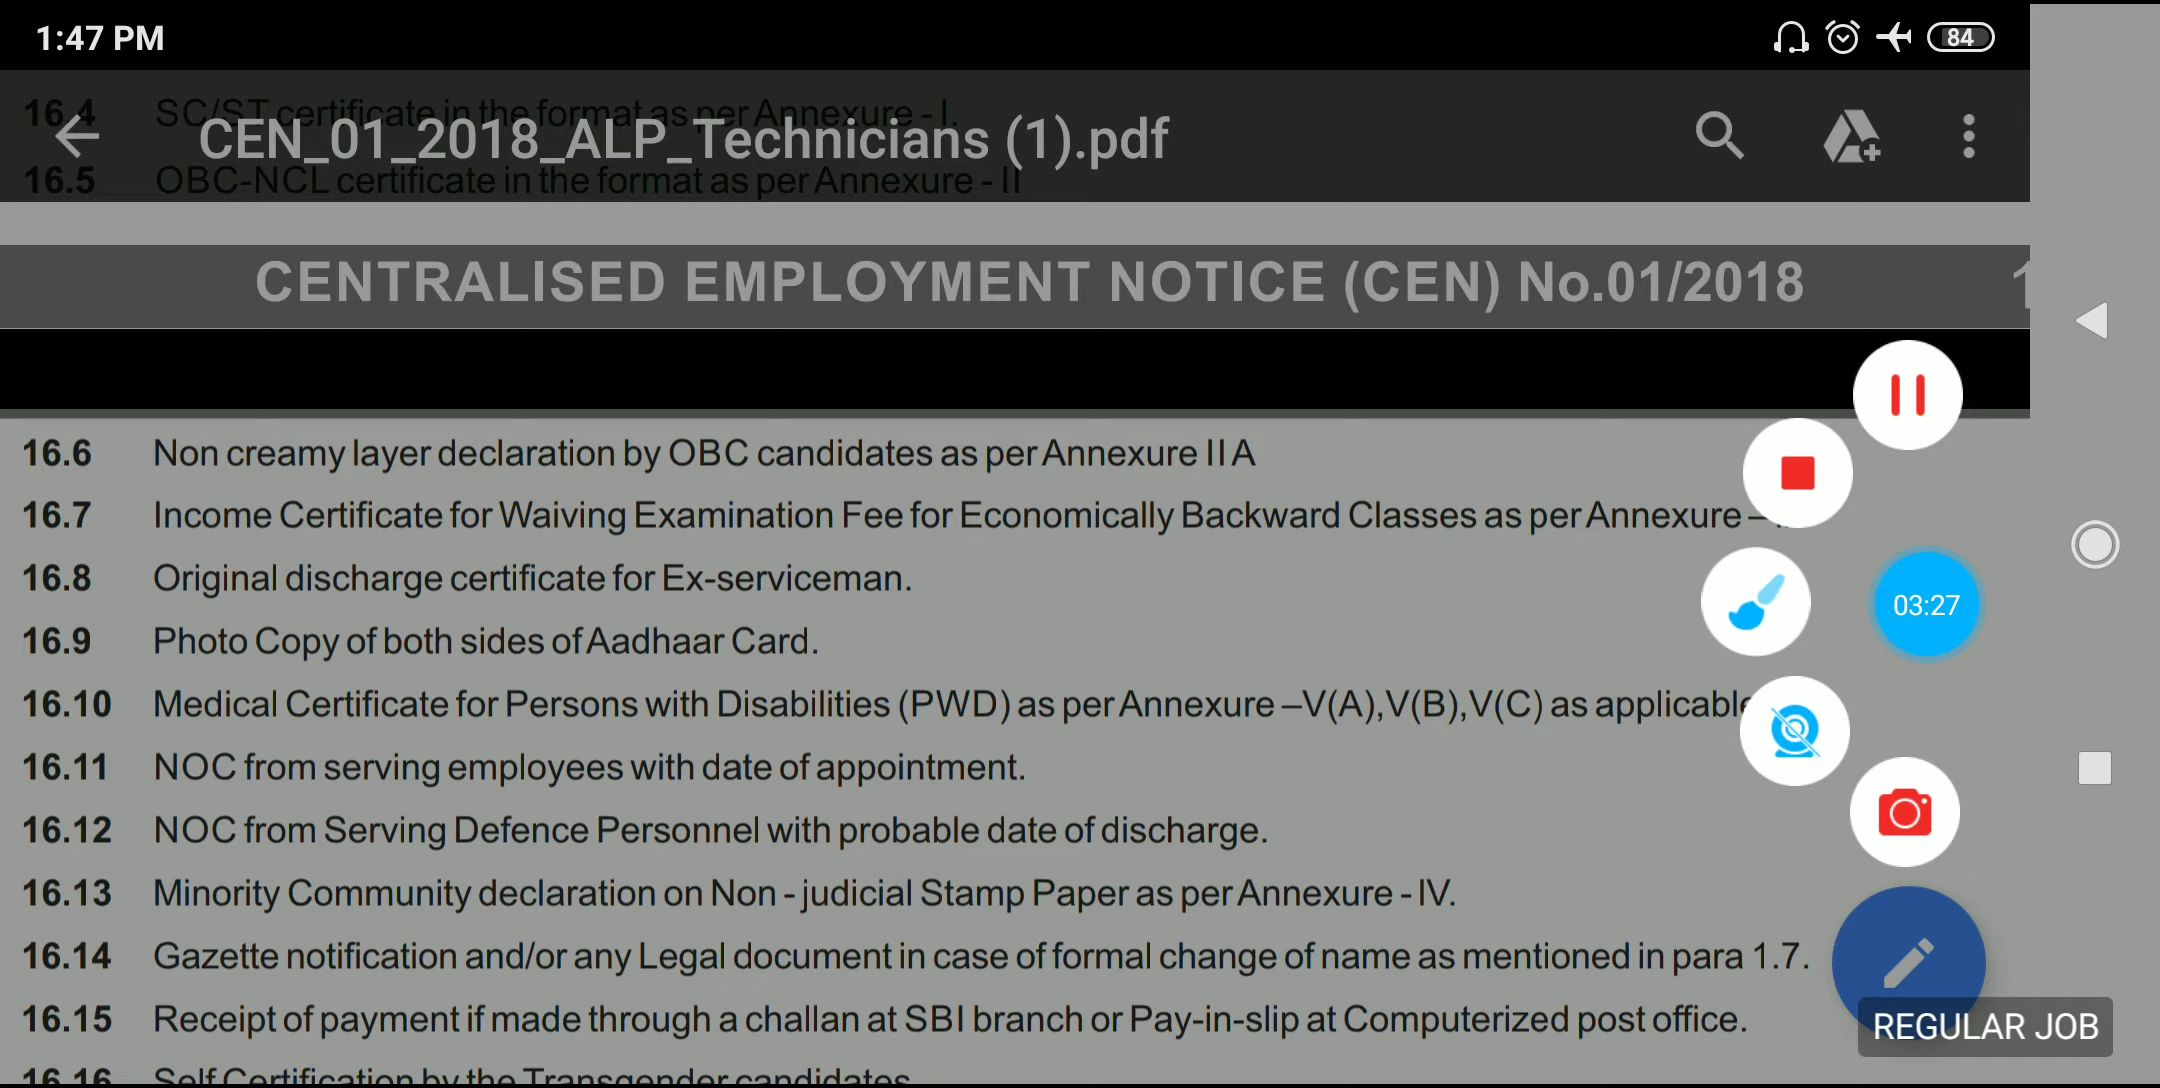 1:47 PM
84
16.4 SC/ST certificate in the format as per Annexure - I.
CEN_01_2018_ALP_Technicians (1).pdf
16.5 OBC-NCL certificate in the format as per Annexure - II
CENTRALISED EMPLOYMENT NOTICE (CEN) No.01/2018 1
16.6 Non creamy layer declaration by OBC candidates as per Annexure II A
16.7 Income Certificate for Waiving Examination Fee for Economically Backward Classes as per Annexure –
16.8 Original discharge certificate for Ex-serviceman.
16.9 Photo Copy of both sides of Aadhaar Card.
03:27
16.10 Medical Certificate for Persons with Disabilities (PWD) as per Annexure –V(A),V(B),V(C) as applicable
16.11 NOC from serving employees with date of appointment.
16.12 NOC from Serving Defence Personnel with probable date of discharge.
16.13 Minority Community declaration on Non - judicial Stamp Paper as per Annexure - IV.
16.14 Gazette notification and/or any Legal document in case of formal change of name as mentioned in para 1.7.
16.15 Receipt of payment if made through a challan at SBI branch or Pay-in-slip at Computerized post office.
REGULAR JOB
16.16 Self Certification by the Transgender candidates